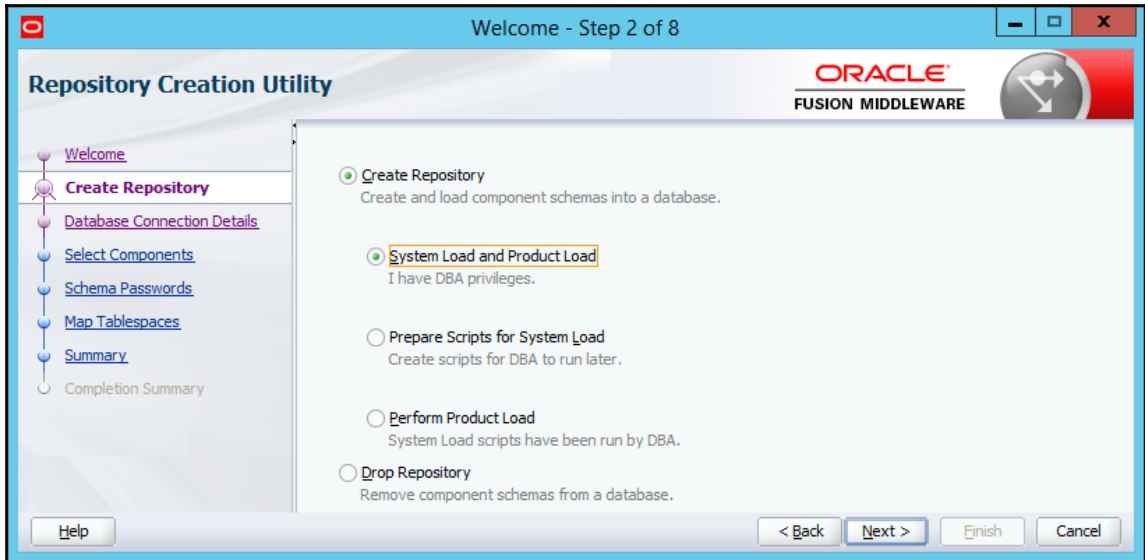 Welcome - Step 2 of 8
Repository Creation Utility
ORACLE
FUSION MIDDLEWARE
Welcome
Create Repository
Database Connection Details
Select Components
Schema Passwords
Map Tablespaces
Summary
Completion Summary
Create Repository
Create and load component schemas into a database.
System Load and Product Load
I have DBA privileges.
Prepare Scripts for System Load
Create scripts for DBA to run later.
Perform Product Load
System Load scripts have been run by DBA.
Drop Repository
Remove component schemas from a database.
Help
< Back
Next >
Finish
Cancel